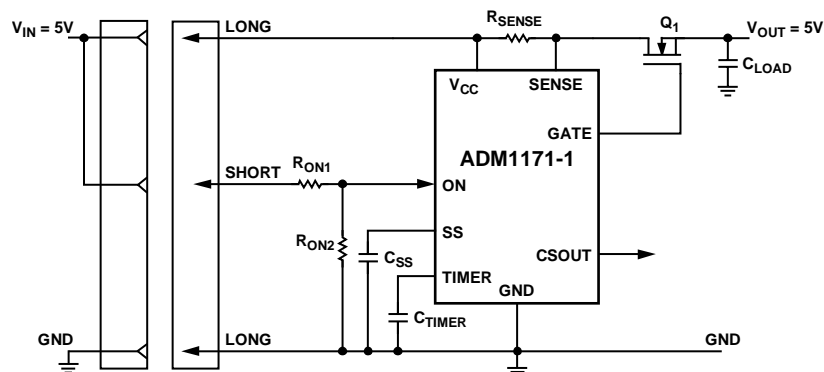 V_IN = 5V
LONG
R_SENSE
Q_1
V_OUT = 5V
C_LOAD
V_CC
SENSE
GATE
ADM1171-1
SHORT
R_ON1
ON
R_ON2
SS
C_SS
CSOUT
TIMER
GND
C_TIMER
GND
LONG
GND